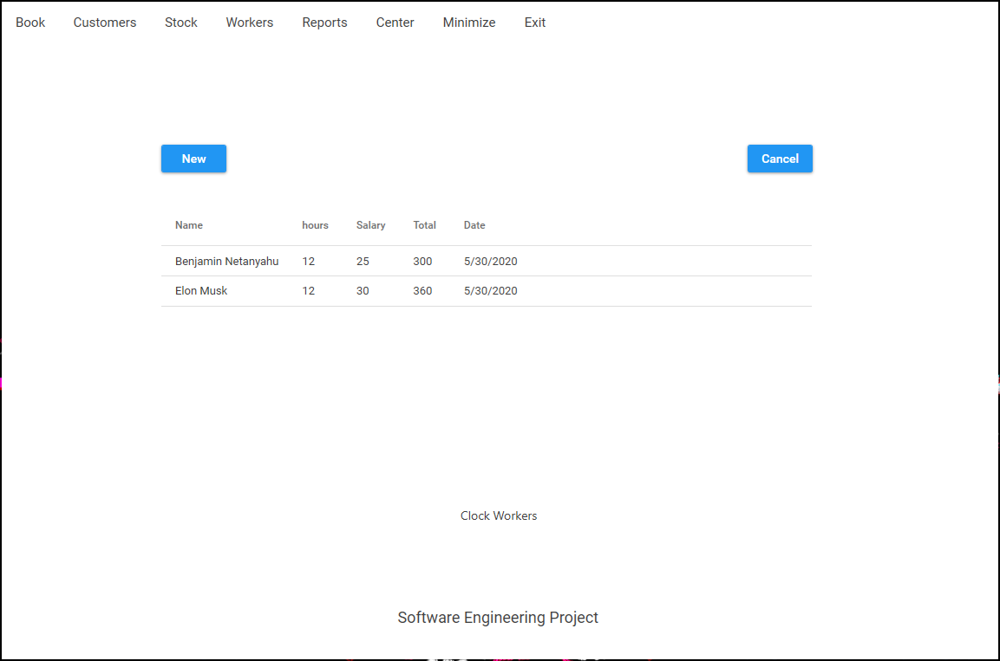 Book Customers Stock Workers Reports Center Minimize Exit
New Cancel
Name hours Salary Total Date
Benjamin Netanyahu 12 25 300 5/30/2020
Elon Musk 12 30 360 5/30/2020
Clock Workers
Software Engineering Project